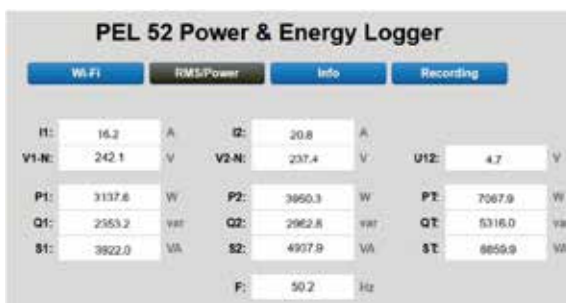 PEL 52 Power & Energy Logger
Wi-Fi RMS/Power Info Recording
I1: 16.2 A I2: 20.8 A
V1-N: 242.1 V V2-N: 237.4 V U12: 4.7 V
P1: 3137.6 W P2: 3950.3 W PT: 7087.9 W
Q1: 2353.2 var Q2: 2962.8 var QT: 5316.0 var
S1: 3922.0 VA S2: 4937.9 VA ST: 8859.9 VA
F: 50.2 Hz